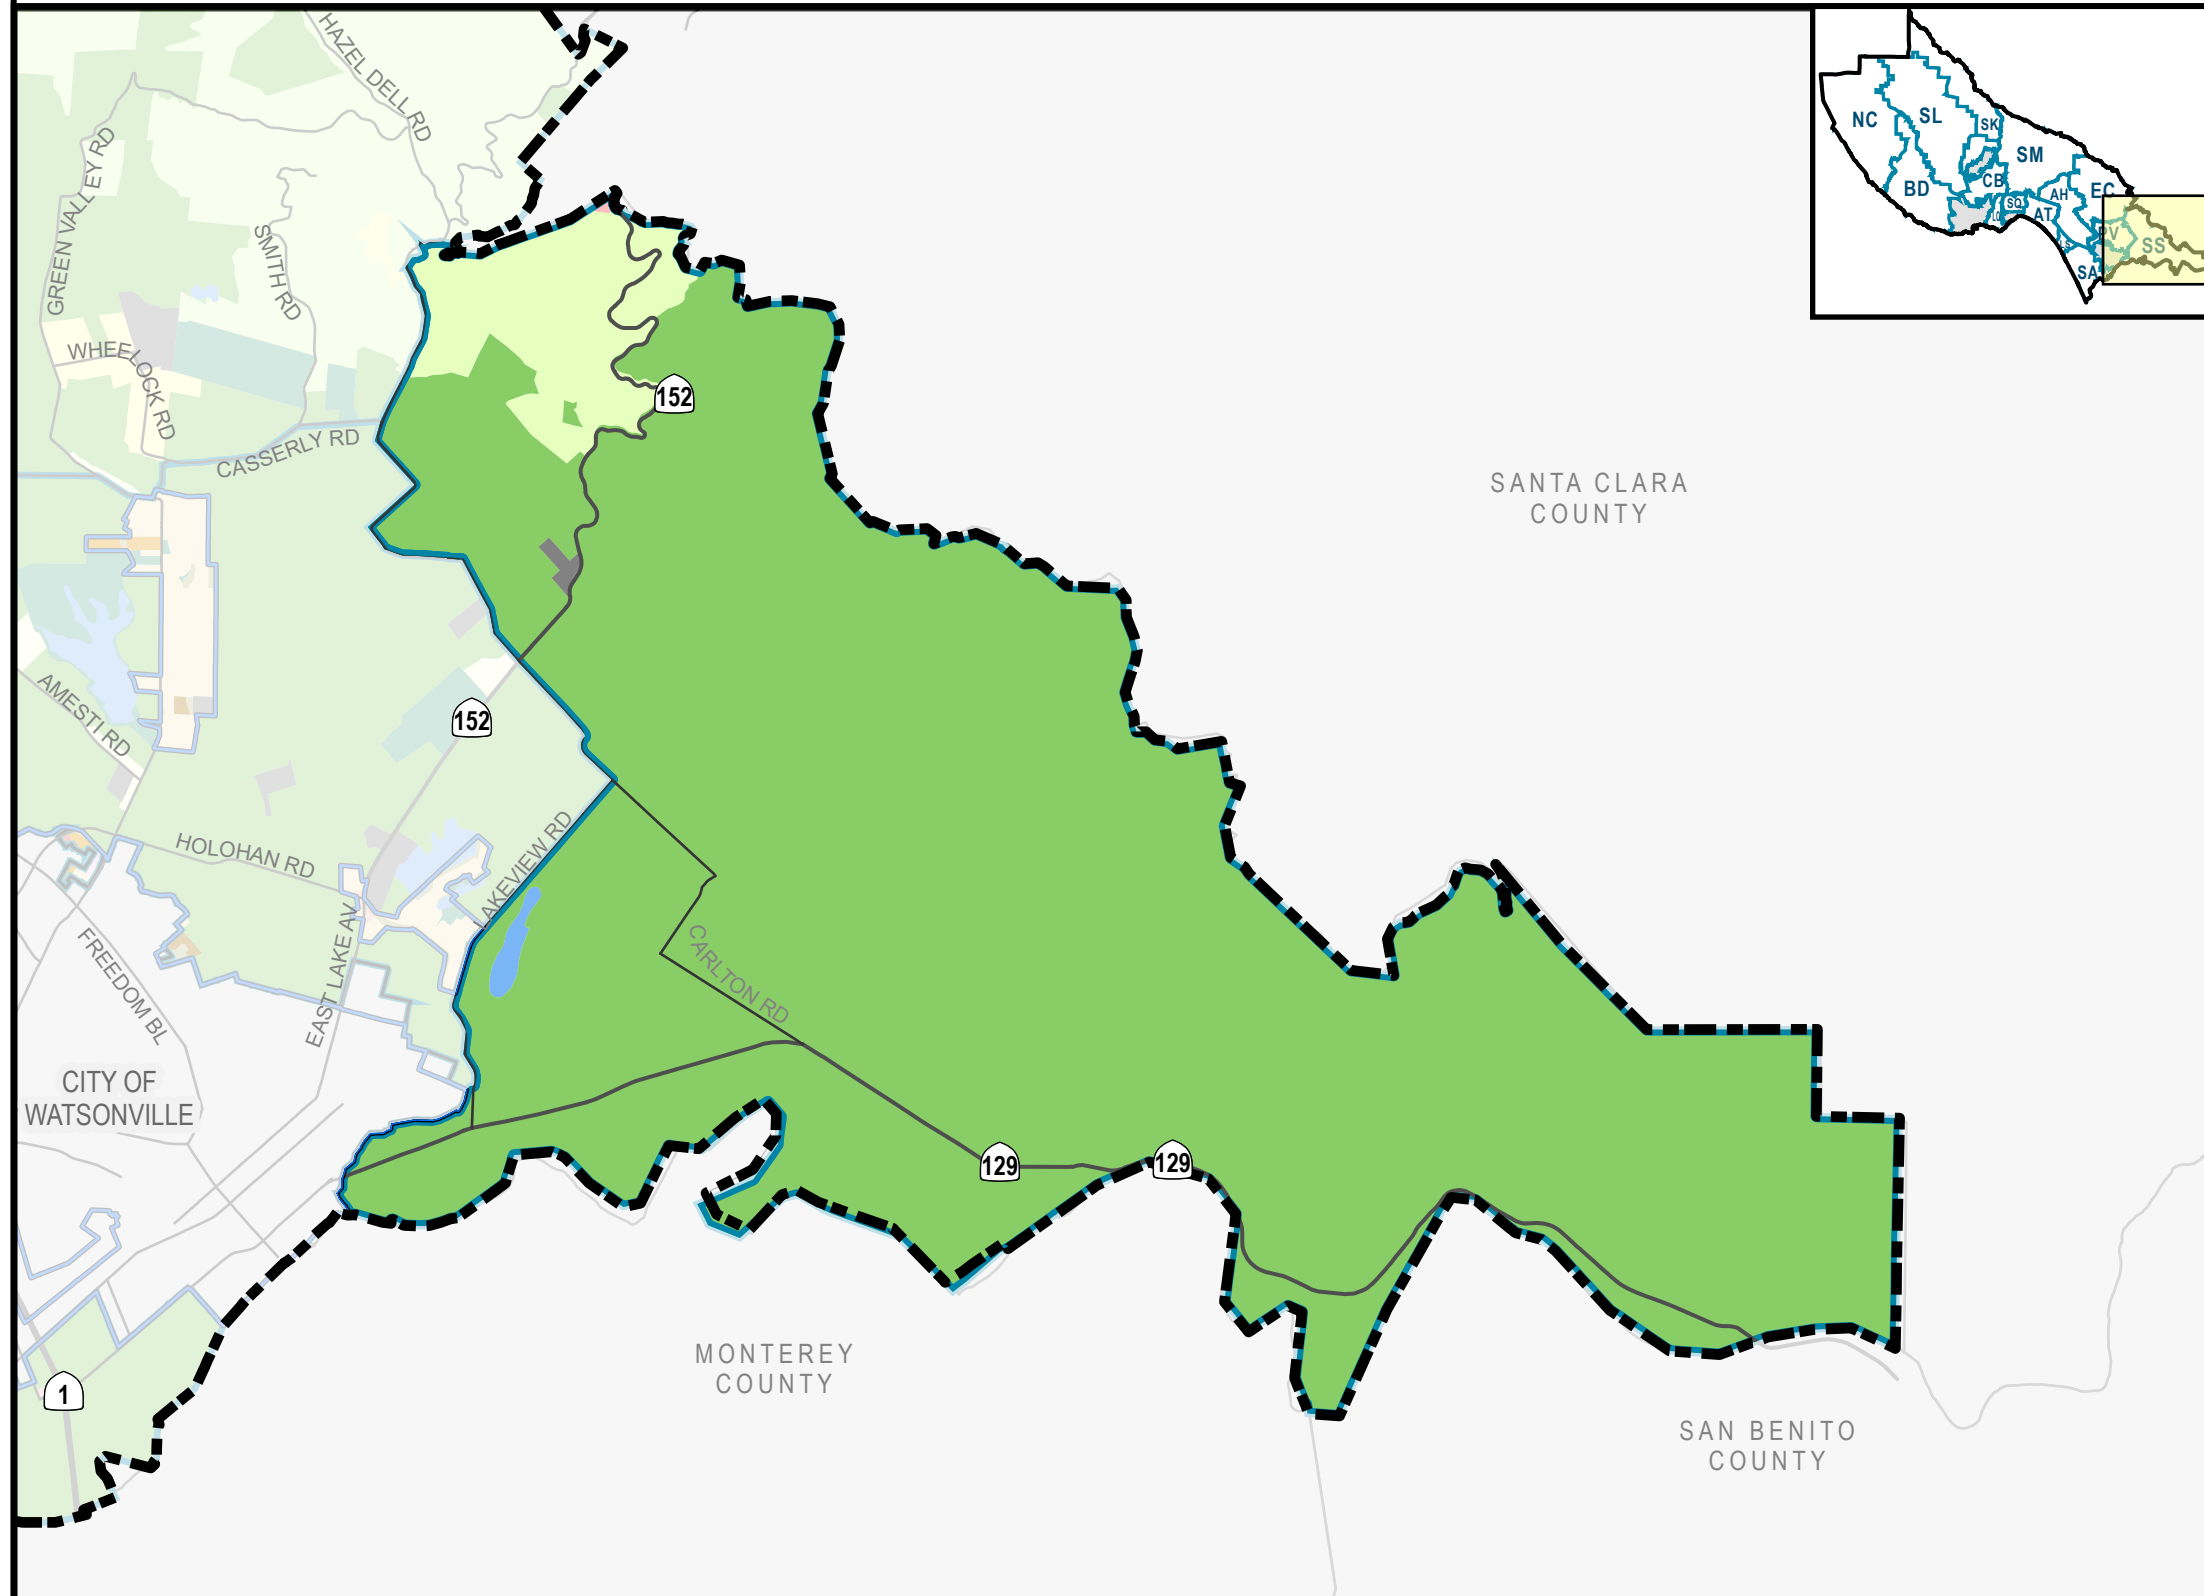 HAZEL DELL RD
GREEN VALLEY RD
SMITH RD
WHEELOCK RD
CASSERLY RD
152
AMESTI RD
152
HOLOHAN RD
LAKEVIEW RD
EAST LAKE AV
FREEDOM BL
CARLTON RD
CITY OF
WATSONVILLE
129
129
1
SANTA CLARA
COUNTY
MONTEREY
COUNTY
SAN BENITO
COUNTY
NC
SL
SK
SM
BD
CB
AH
EC
LO
SQ
AT
LS
PV
SS
SA